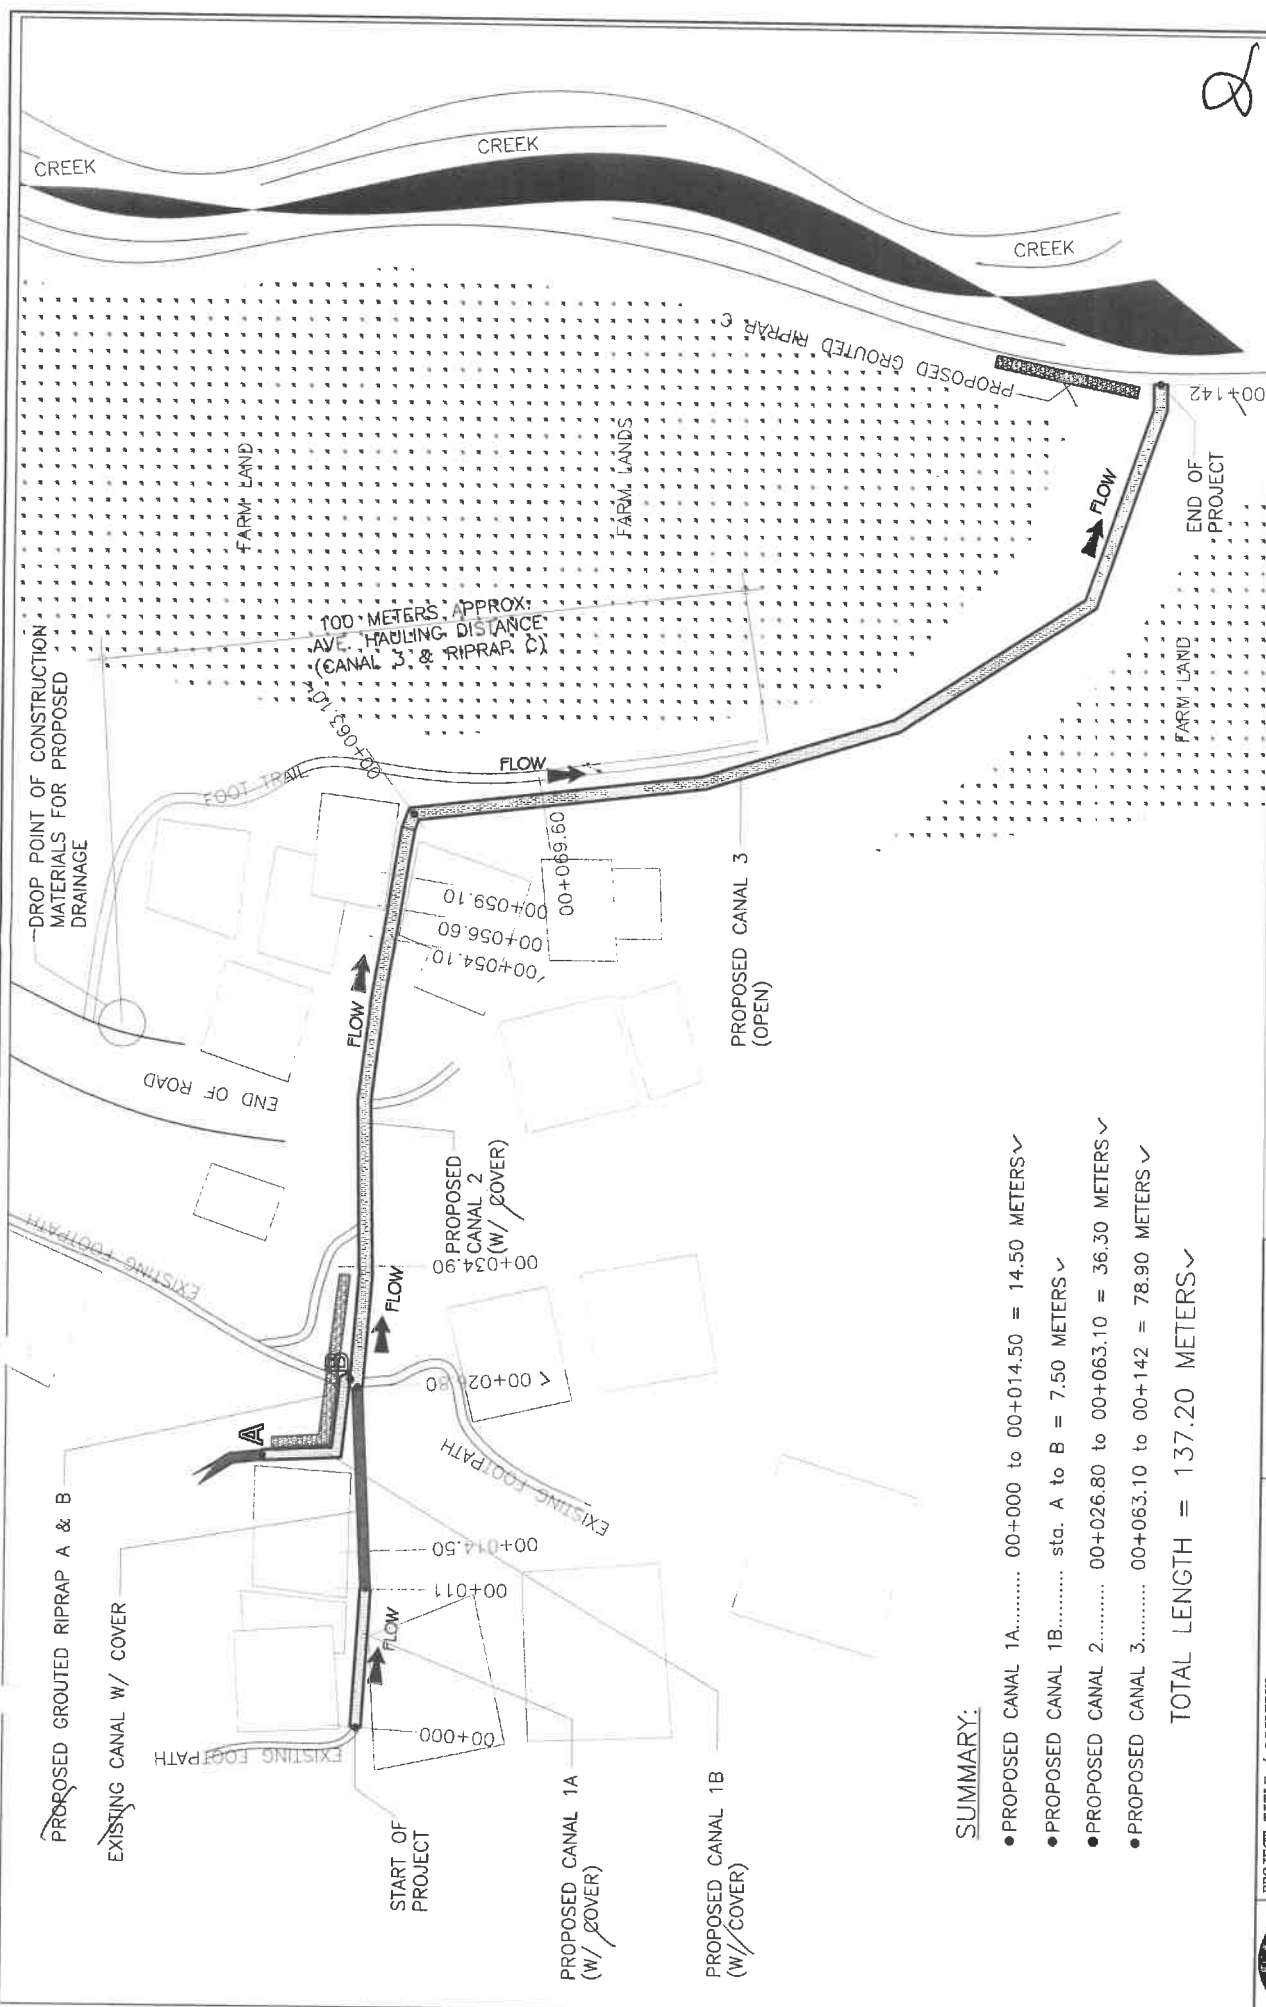 CREEK
CREEK
CREEK
DROP POINT OF CONSTRUCTION
MATERIALS FOR PROPOSED
DRAINAGE
FARM LAND
FARM LANDS
100 METERS APPROX.
AVE. HAULING DISTANCE
(CANAL 3 & RIPRAP C)
PROPOSED GROUTED RIPRAP C
00+142
END OF
PROJECT
FARM LAND
FLOW
FOOT TRAIL
00+063.10
FLOW
00+069.60
00+059.10
00+056.60
00+054.10
FLOW
END OF ROAD
PROPOSED CANAL 3
(OPEN)
PROPOSED
CANAL 2
(W/ COVER)
EXISTING FOOTPATH
00+034.90
FLOW
B
A
00+026.80
EXISTING FOOTPATH
PROPOSED GROUTED RIPRAP A & B
EXISTING CANAL W/ COVER
00+014.50
00+011
FLOW
00+000
EXISTING FOOTPATH
START OF
PROJECT
PROPOSED CANAL 1A
(W/ COVER)
PROPOSED CANAL 1B
(W/ COVER)
SUMMARY:
•PROPOSED CANAL 1A.......... 00+000 to 00+014.50 = 14.50 METERS
•PROPOSED CANAL 1B.......... sta. A to B = 7.50 METERS
•PROPOSED CANAL 2.......... 00+026.80 to 00+063.10 = 36.30 METERS
•PROPOSED CANAL 3.......... 00+063.10 to 00+142 = 78.90 METERS
TOTAL LENGTH = 137.20 METERS